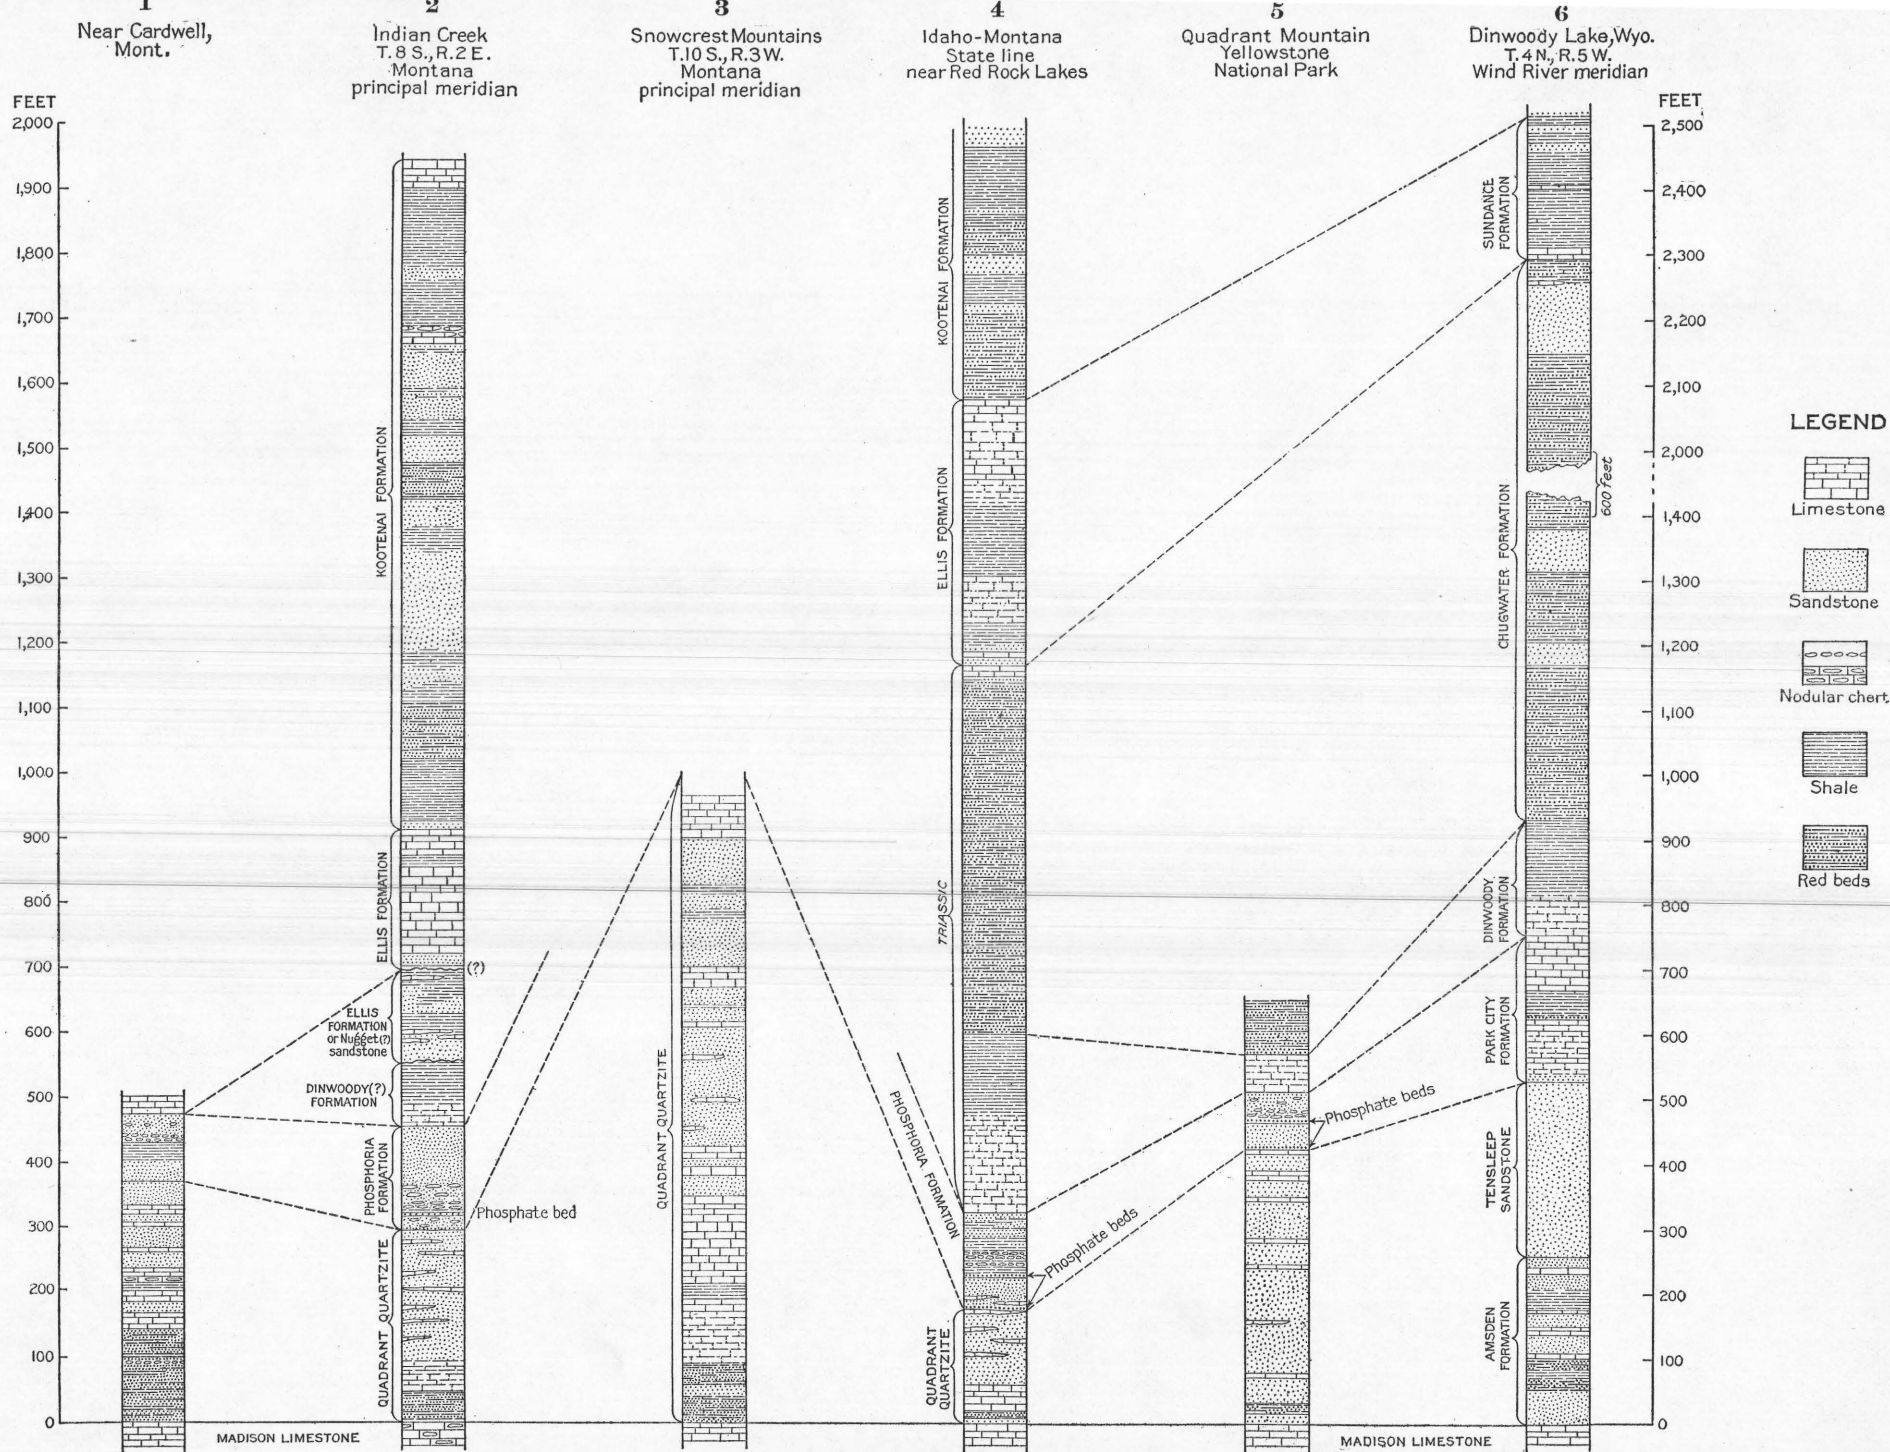 1
Near Cardwell,
Mont.
2
Indian Creek
T.8 S., R.2 E.
Montana
principal meridian
3
Snowcrest Mountains
T.10 S., R.3 W.
Montana
principal meridian
4
Idaho-Montana
State line
near Red Rock Lakes
5
Quadrant Mountain
Yellowstone
National Park
6
Dinwoody Lake, Wyo.
T.4 N., R.5 W.
Wind River meridian
FEET
2,000
1,900
1,800
1,700
1,600
1,500
1,400
1,300
1,200
1,100
1,000
900
800
700
600
500
400
300
200
100
0
KOOTENAI FORMATION
ELLIS FORMATION
(?)
ELLIS
FORMATION
or Nugget(?)
sandstone
DINWOODY(?)
FORMATION
PHOSPHORIA
FORMATION
Phosphate bed
QUADRANT QUARTZITE
MADISON LIMESTONE
QUADRANT QUARTZITE
KOOTENAI FORMATION
ELLIS FORMATION
TRIASSIC
PHOSPHORIA FORMATION
Phosphate beds
QUADRANT
QUARTZITE
Phosphate beds
MADISON LIMESTONE
SUNDANCE
FORMATION
CHUGWATER FORMATION
600 feet
DINWOODY
FORMATION
PARK CITY
FORMATION
TENSLEEP
SANDSTONE
AMSDEN
FORMATION
FEET
2,500
2,400
2,300
2,200
2,100
2,000
1,400
1,300
1,200
1,100
1,000
900
800
700
600
500
400
300
200
100
0
LEGEND
Limestone
Sandstone
Nodular chert
Shale
Red beds